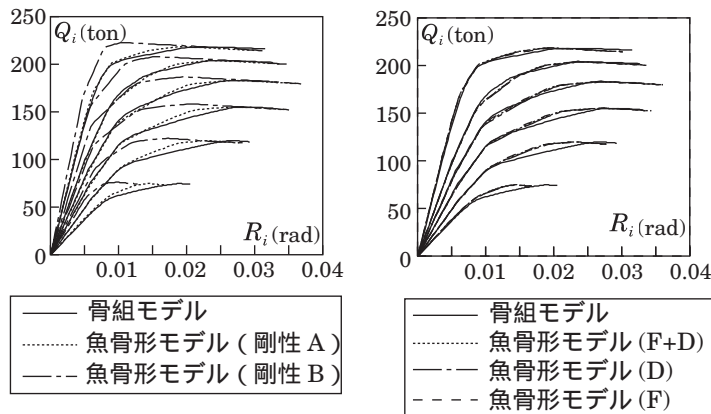 250
Qi (ton)
200
150
100
50
0
Ri (rad)
0.01 0.02 0.03 0.04
骨組モデル
魚骨形モデル ( 剛性 A )
魚骨形モデル ( 剛性 B )
250
Qi (ton)
200
150
100
50
0
Ri (rad)
0.01 0.02 0.03 0.04
骨組モデル
魚骨形モデル (F+D)
魚骨形モデル (D)
魚骨形モデル (F)